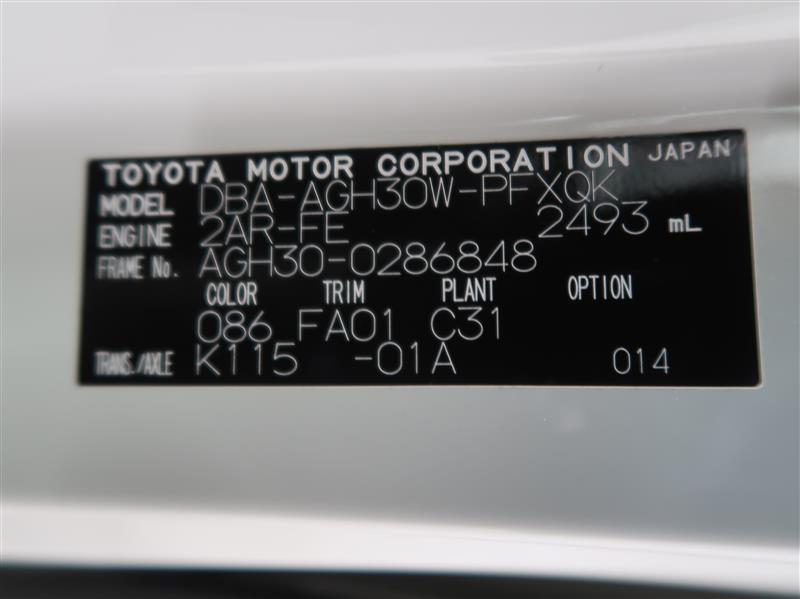 TOYOTA MOTOR CORPORATION JAPAN
MODEL DBA-AGH30W-PFXQK
ENGINE 2AR-FE 2493 mL
FRAME No. AGH30-0286848
COLOR TRIM PLANT OPTION
086 FA01 C31
TRANS./AXLE K115 -01A 014